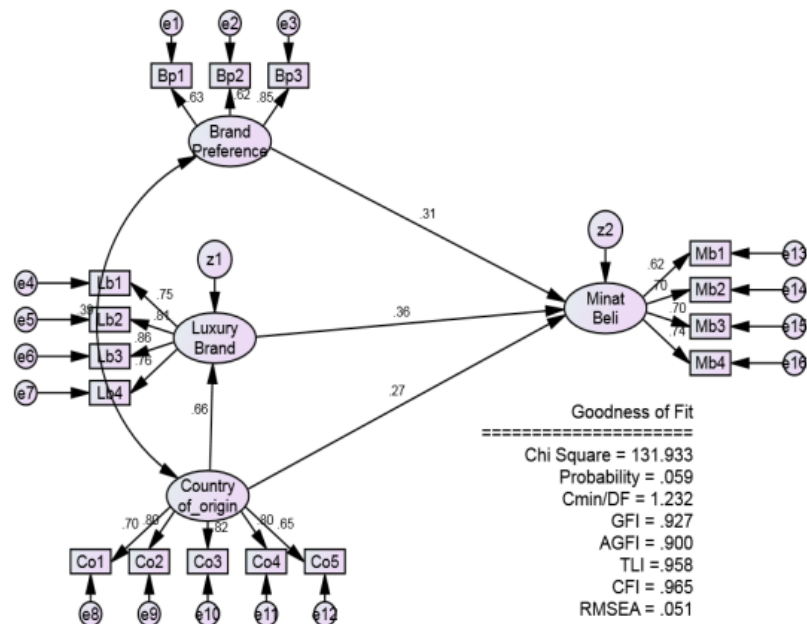 e1
e2
e3
Bp1
Bp2
Bp3
.63
.62
.85
Brand
Preference
.31
z1
z2
e4
Lb1
.75
e5
Lb2
.81
.39
e6
Lb3
.86
e7
Lb4
.76
Luxury
Brand
.36
Minat
Beli
.62
Mb1
e13
.70
Mb2
e14
.70
Mb3
e15
.74
Mb4
e16
.66
.27
Country
of_origin
.70
.80
.82
.80
.65
Co1
Co2
Co3
Co4
Co5
e8
e9
e10
e11
e12
Goodness of Fit
=====================
Chi Square = 131.933
Probability = .059
Cmin/DF = 1.232
GFI = .927
AGFI = .900
TLI =.958
CFI = .965
RMSEA = .051